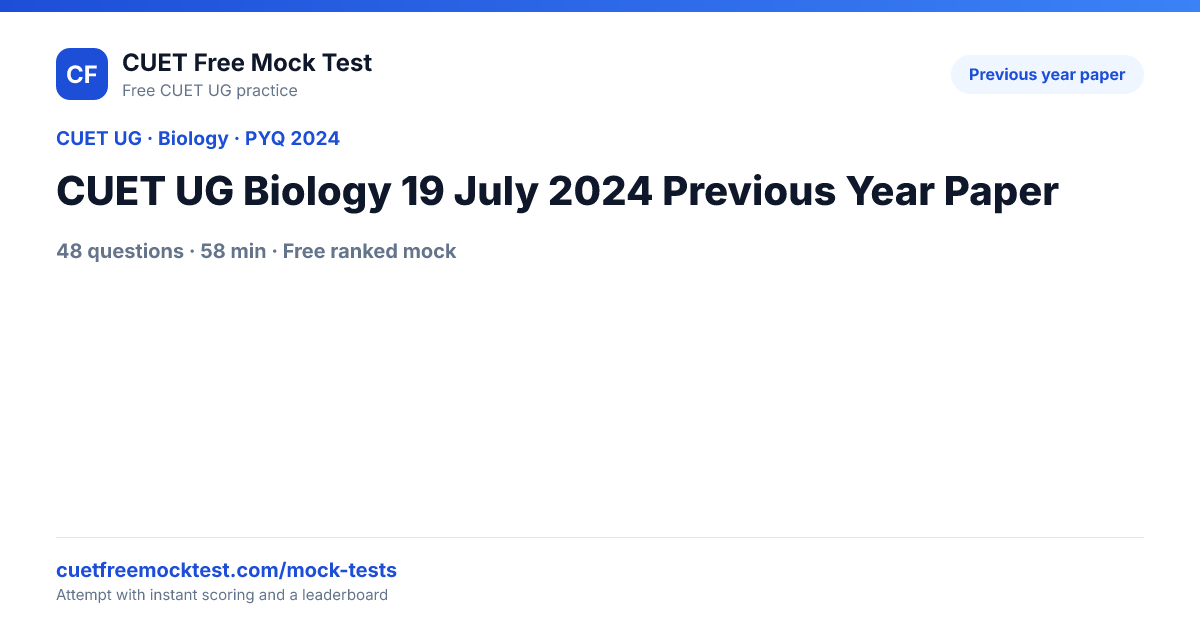 CF
CUET Free Mock Test
Free CUET UG practice
Previous year paper
CUET UG · Biology · PYQ 2024
CUET UG Biology 19 July 2024 Previous Year Paper
48 questions · 58 min · Free ranked mock
cuetfreemocktest.com/mock-tests
Attempt with instant scoring and a leaderboard